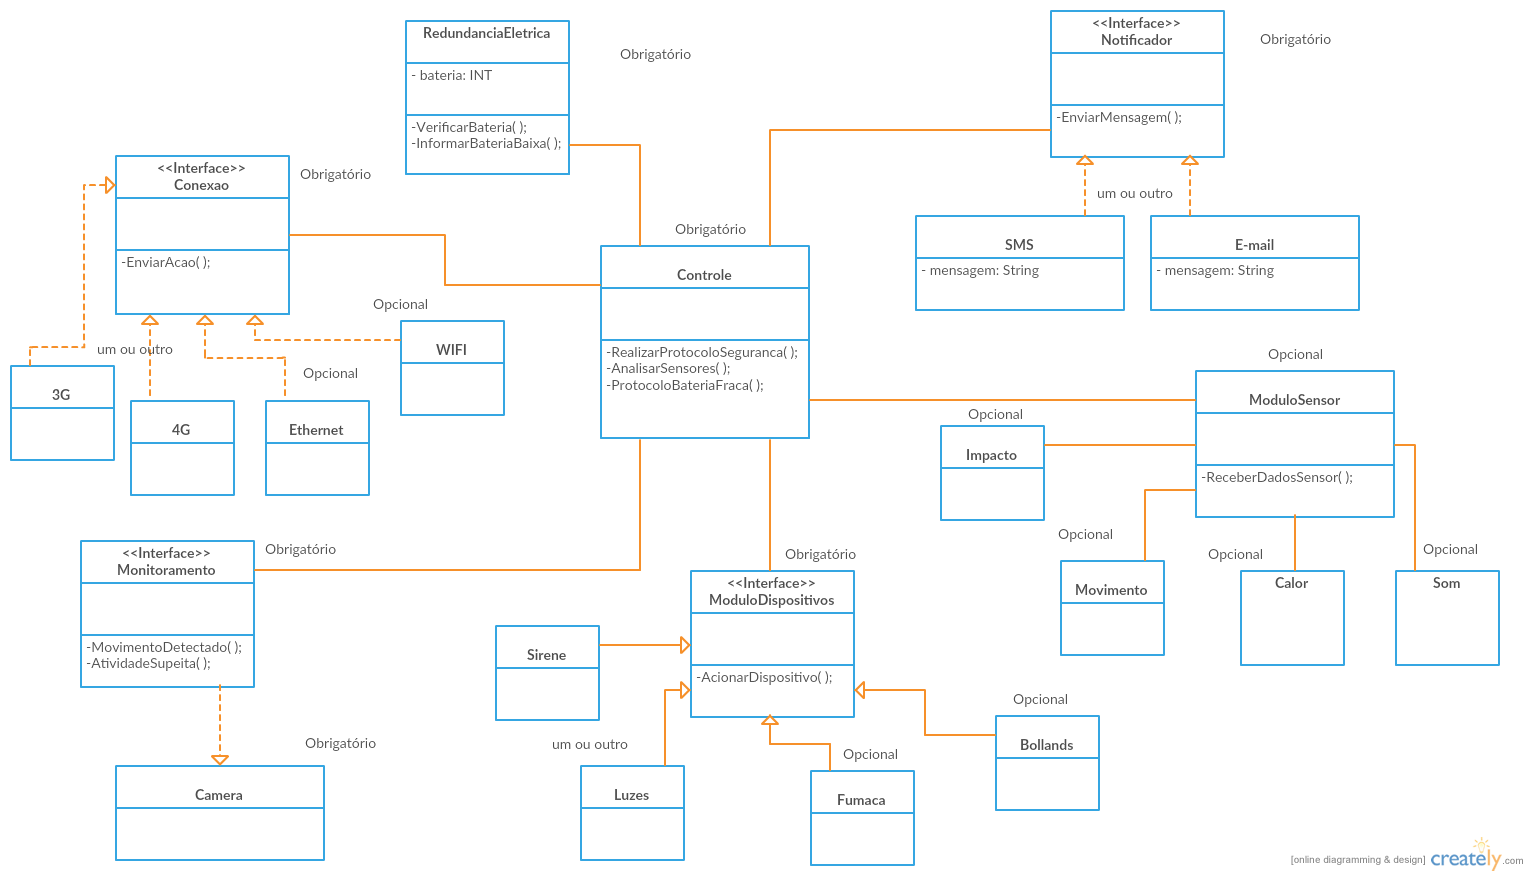 RedundanciaEletrica
- bateria: INT
-VerificarBateria( );
-InformarBateriaBaixa( );
Obrigatório
<<Interface>>
Notificador
-EnviarMensagem( );
Obrigatório
um ou outro
SMS
- mensagem: String
E-mail
- mensagem: String
<<Interface>>
Conexao
-EnviarAcao( );
Obrigatório
um ou outro
3G
4G
Opcional
Ethernet
Opcional
WIFI
Obrigatório
Controle
-RealizarProtocoloSeguranca( );
-AnalisarSensores( );
-ProtocoloBateriaFraca( );
Opcional
ModuloSensor
-ReceberDadosSensor( );
Opcional
Impacto
Opcional
Movimento
Opcional
Calor
Opcional
Som
<<Interface>>
Monitoramento
-MovimentoDetectado( );
-AtividadeSupeita( );
Obrigatório
Obrigatório
Camera
Obrigatório
<<Interface>>
ModuloDispositivos
-AcionarDispositivo( );
Sirene
um ou outro
Luzes
Opcional
Fumaca
Opcional
Bollands
[online diagramming & design] creately.com